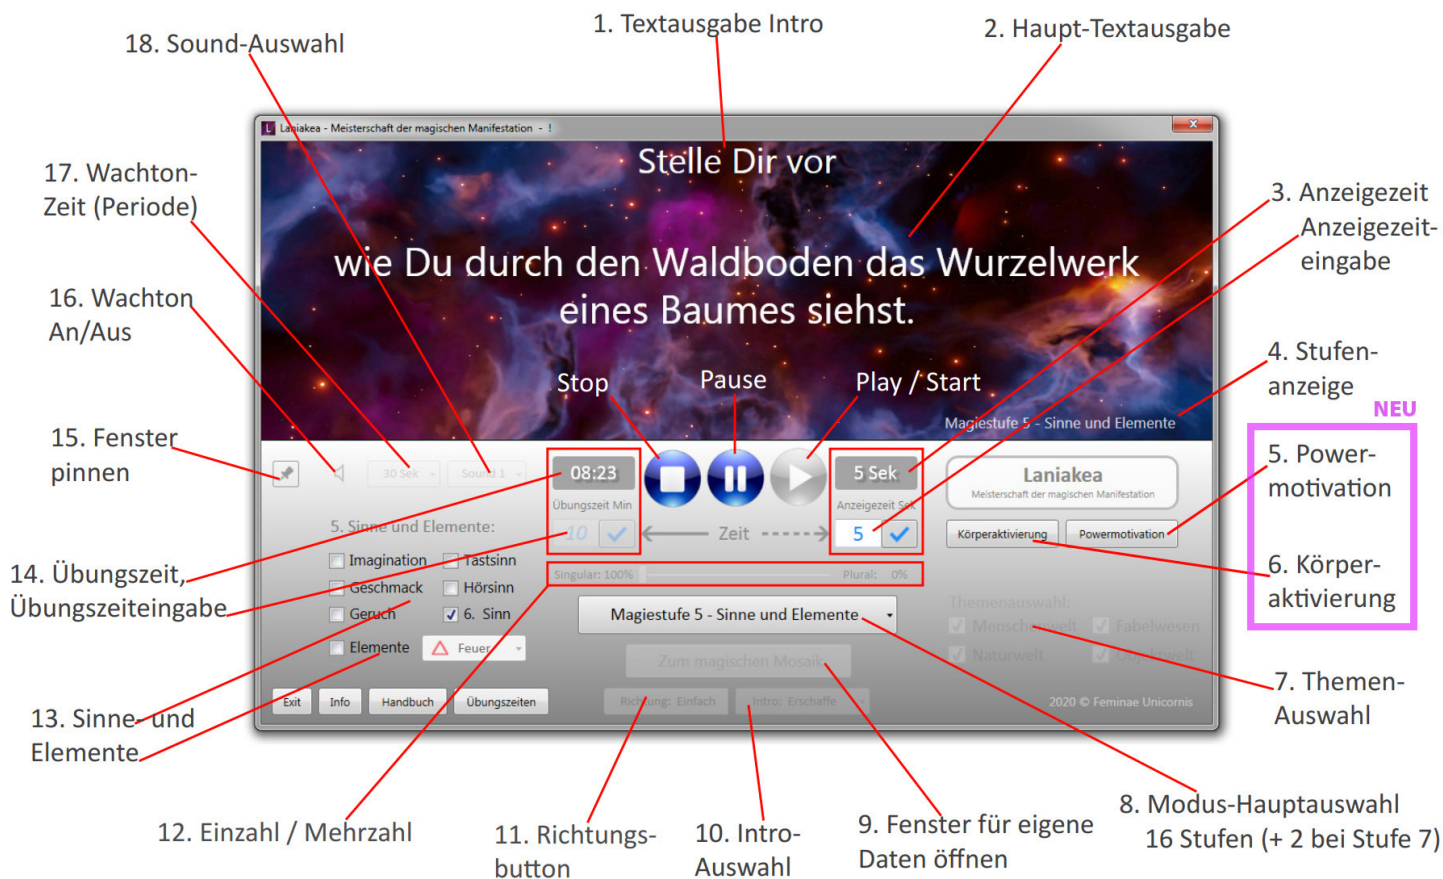 1. Textausgabe Intro
2. Haupt-Textausgabe
18. Sound-Auswahl
Laniakea - Meisterschaft der magischen Manifestation - !
x
Stelle Dir vor
17. Wachton-
Zeit (Periode)
3. Anzeigezeit
Anzeigezeit-
eingabe
wie Du durch den Waldboden das Wurzelwerk
eines Baumes siehst.
16. Wachton
An/Aus
4. Stufen-
anzeige
Stop
Pause
Play / Start
NEU
Magiestufe 5 - Sinne und Elemente
15. Fenster
pinnen
5. Power-
motivation
30 Sek
Sound 1
08:23
5 Sek
Laniakea
Meisterschaft der magischen Manifestation
Übungszeit Min
Anzeigezeit Sek
5. Sinne und Elemente:
10
Zeit
5
Körperaktivierung
Powermotivation
Imagination
Tastsinn
14. Übungszeit,
Übungszeiteingabe
Singular: 100%
Plural: 0%
6. Körper-
aktivierung
Geschmack
Hörsinn
Geruch
6. Sinn
Magiestufe 5 - Sinne und Elemente
Themenauswahl:
Menschenwelt
Fabelwesen
Elemente
Feuer
Zum magischen Mosaik
Naturwelt
Objektwelt
7. Themen-
Auswahl
Exit
Info
Handbuch
Übungszeiten
Richtung: Einfach
Intro: Erschaffe
2020 © Feminae Unicornis
13. Sinne- und
Elemente
12. Einzahl / Mehrzahl
11. Richtungs-
button
10. Intro-
Auswahl
9. Fenster für eigene
Daten öffnen
8. Modus-Hauptauswahl
16 Stufen (+ 2 bei Stufe 7)